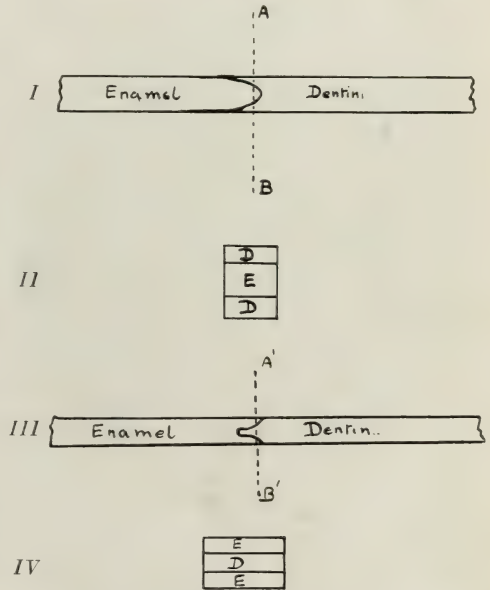 A
I Enamel Dentin.
B
D
II E
D
A'
III Enamel Dentin..
B'
E
IV D
E